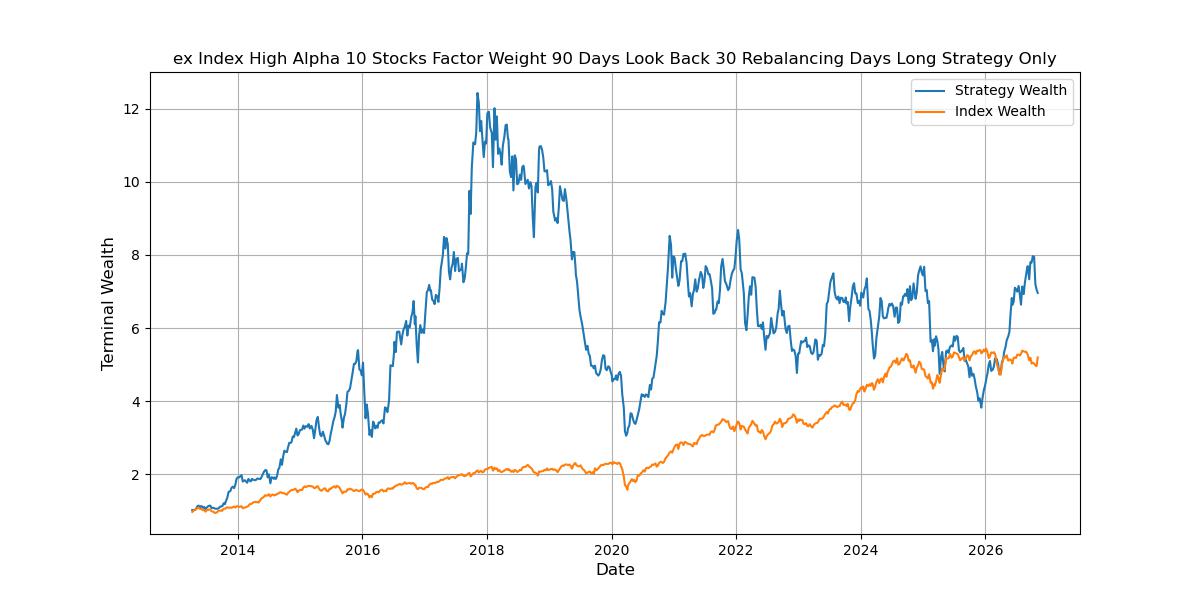 ex Index High Alpha 10 Stocks Factor Weight 90 Days Look Back 30 Rebalancing Days Long Strategy Only
Strategy Wealth
Index Wealth
Terminal Wealth
12
10
8
6
4
2
2014 2016 2018 2020 2022 2024 2026
Date